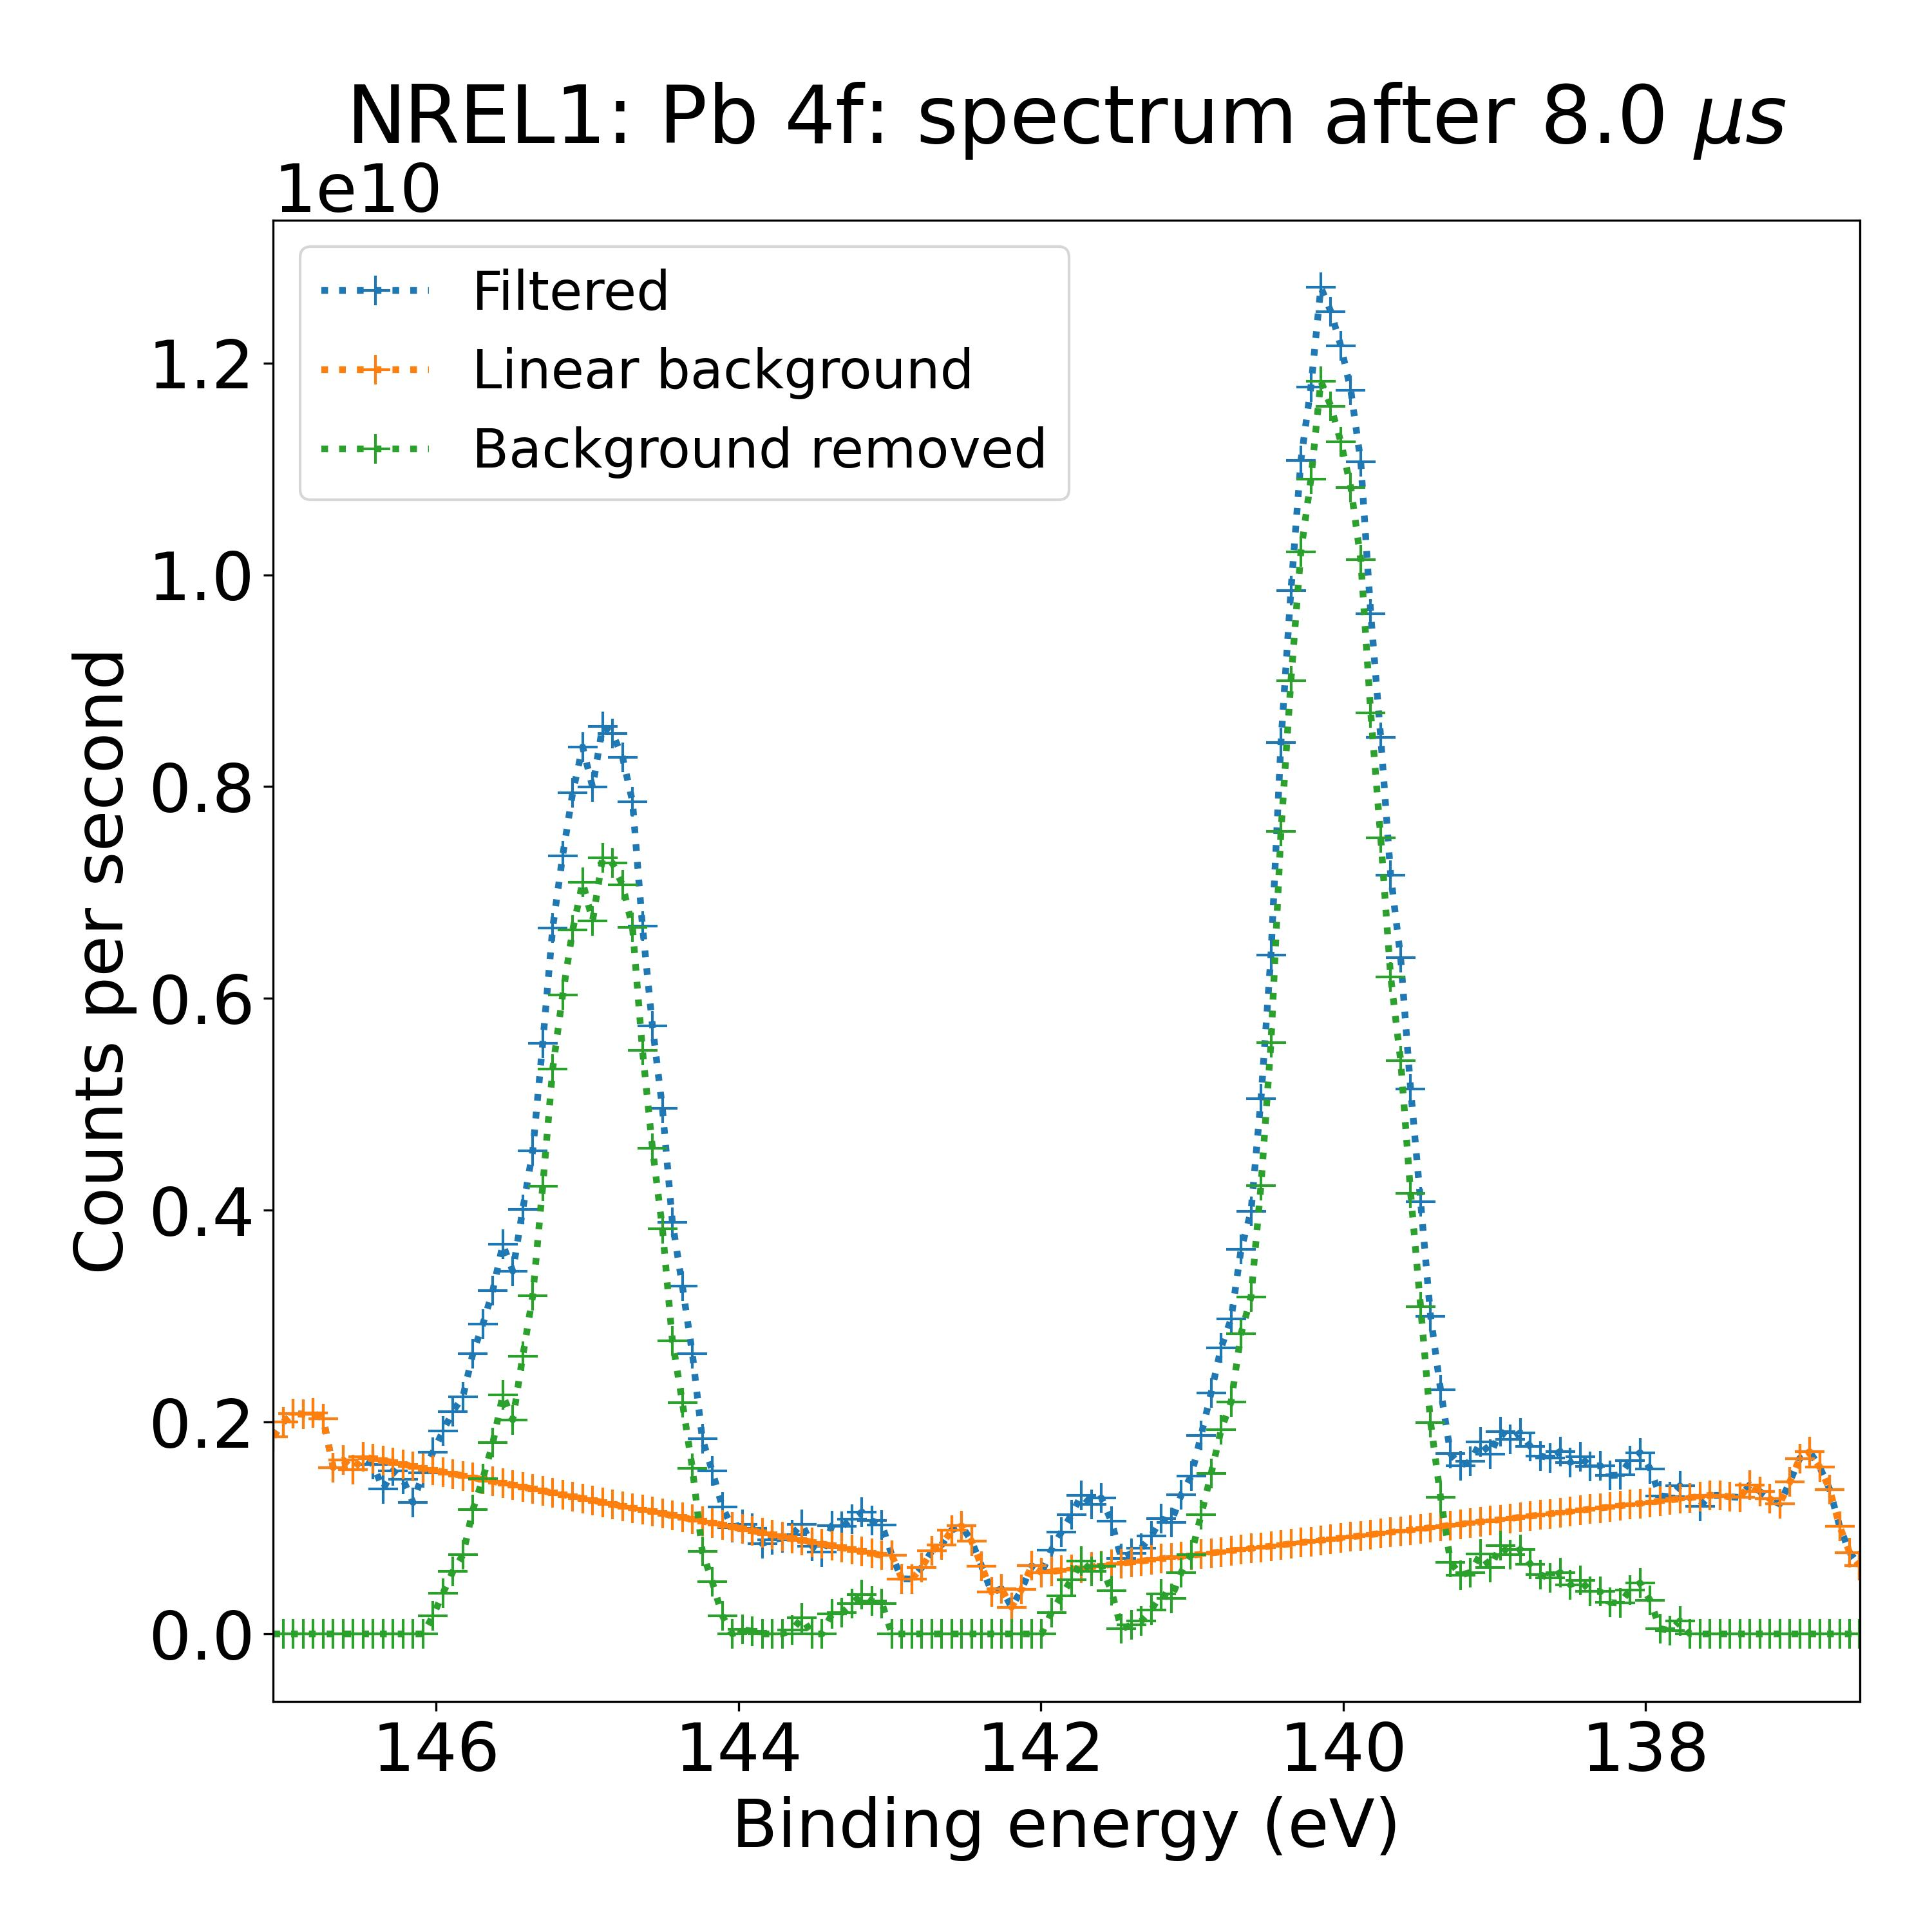 NREL1: Pb 4f: spectrum after 8.0 μs
1e10
Filtered
Linear background
Background removed
1.2
1.0
0.8
0.6
0.4
0.2
0.0
Counts per second
146 144 142 140 138
Binding energy (eV)